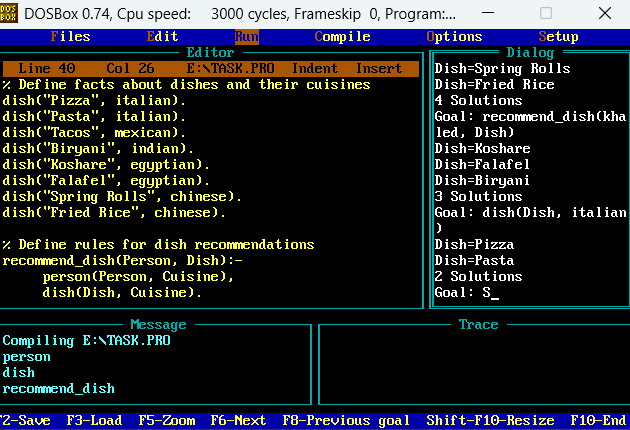 DOSBox 0.74, Cpu speed:    3000 cycles, Frameskip  0, Program:...
Files Edit Run Compile Options Setup
Editor
Line 40 Col 26 E:\TASK.PRO Indent Insert
% Define facts about dishes and their cuisines
dish("Pizza", italian).
dish("Pasta", italian).
dish("Tacos", mexican).
dish("Biryani", indian).
dish("Koshare", egyptian).
dish("Falafel", egyptian).
dish("Spring Rolls", chinese).
dish("Fried Rice", chinese).
% Define rules for dish recommendations
recommend_dish(Person, Dish):-
person(Person, Cuisine),
dish(Dish, Cuisine).
Dialog
Dish=Spring Rolls
Dish=Fried Rice
4 Solutions
Goal: recommend_dish(kha
led, Dish)
Dish=Koshare
Dish=Falafel
Dish=Biryani
3 Solutions
Goal: dish(Dish, italian
)
Dish=Pizza
Dish=Pasta
2 Solutions
Goal: S_
Message
Compiling E:\TASK.PRO
person
dish
recommend_dish
Trace
F2-Save F3-Load F5-Zoom F6-Next F8-Previous goal Shift-F10-Resize F10-End